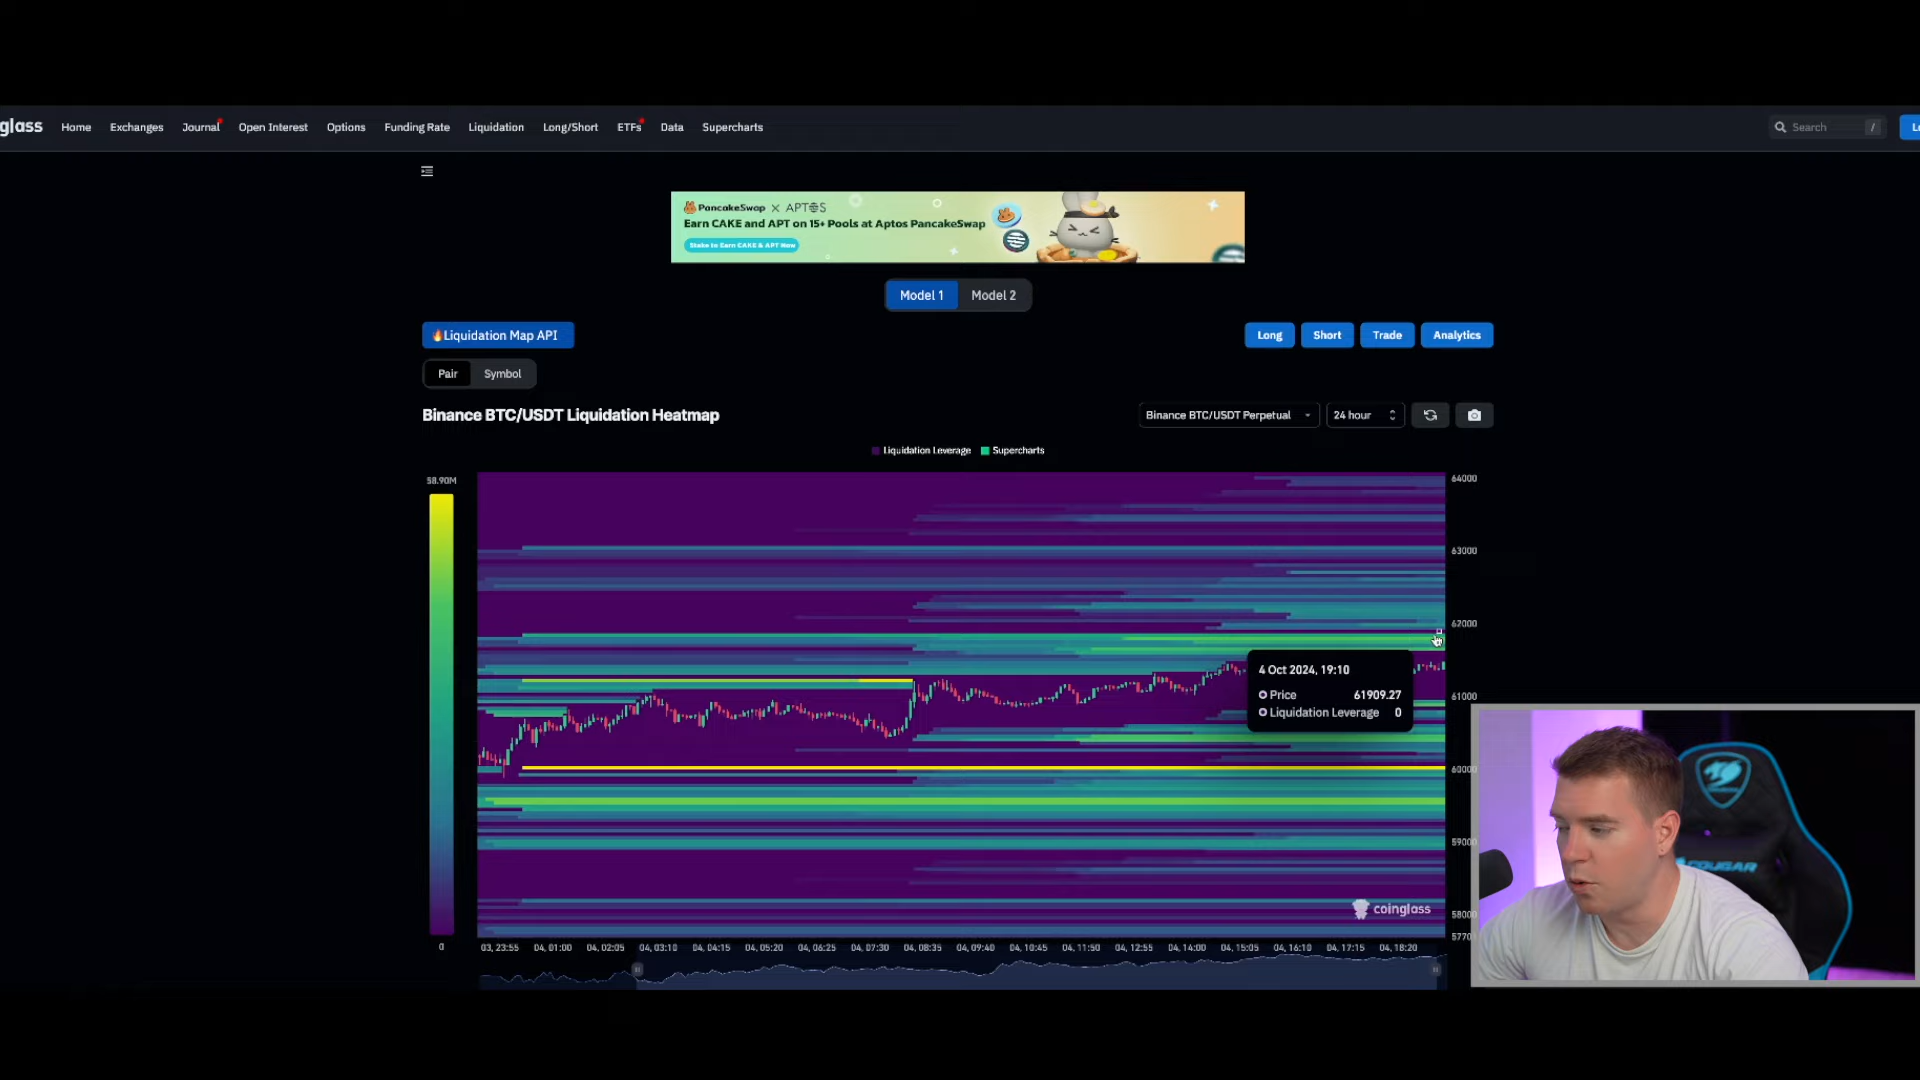 glass Home Exchanges Journal Open Interest Options Funding Rate Liquidation Long/Short ETFs Data Supercharts Search /
PancakeSwap X APTOS
Earn CAKE and APT on 15+ Pools at Aptos PancakeSwap
Stake to Earn CAKE & APT Now
Model 1 Model 2
Liquidation Map API Long Short Trade Analytics
Pair Symbol
Binance BTC/USDT Liquidation Heatmap Binance BTC/USDT Perpetual 24 hour
Liquidation Leverage Supercharts
58.90M
64000
63000
62000
4 Oct 2024, 19:10
Price 61909.27
Liquidation Leverage 0
61000
60000
59000
58000
coinglass
0
03, 23:55 04, 01:00 04, 02:05 04, 03:10 04, 04:15 04, 05:20 04, 06:25 04, 07:30 04, 08:35 04, 09:40 04, 10:45 04, 11:50 04, 12:55 04, 14:00 04, 15:05 04, 16:10 04, 17:15 04, 18:20
COUGAR